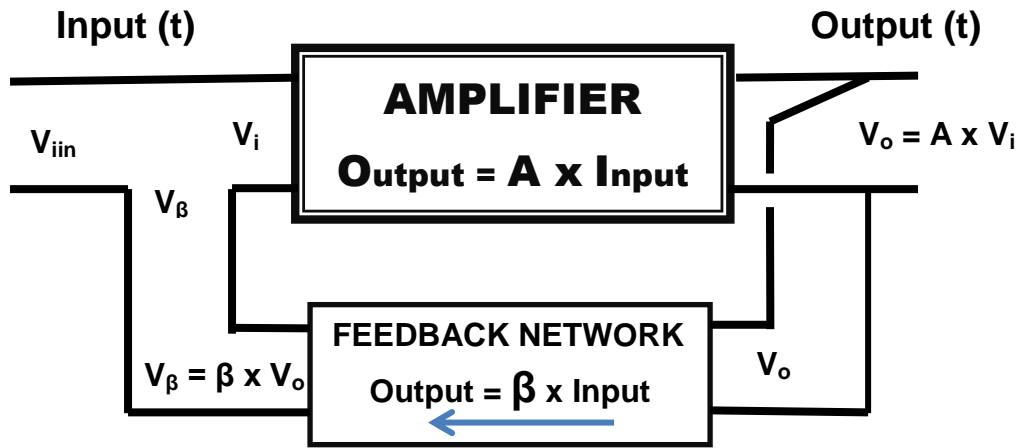 Input (t)
Output (t)
AMPLIFIER
Output = A x Input
Viin
Vi
Vo = A x Vi
Vβ
FEEDBACK NETWORK
Output = β x Input
Vβ = β x Vo
Vo